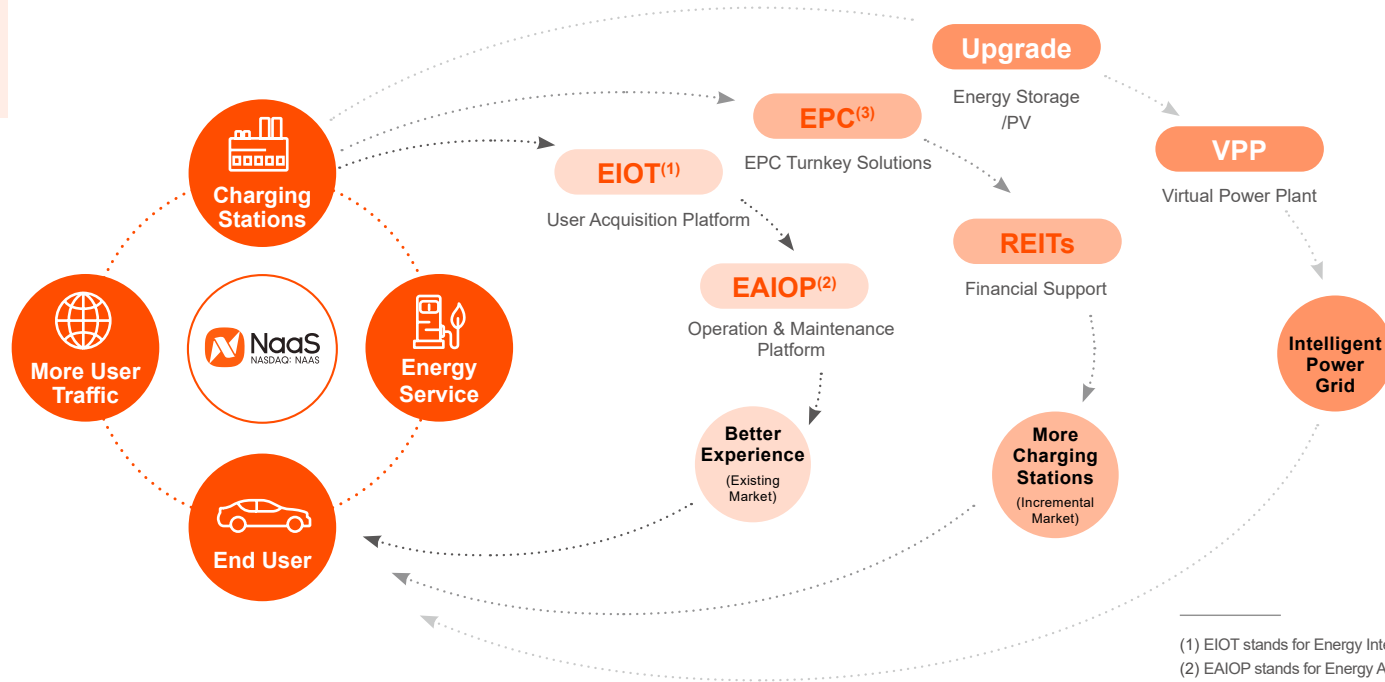 Charging
Stations
More User
Traffic
NaaS
NASDAQ: NAAS
Energy
Service
End User
EIOT(1)
User Acquisition Platform
EAIOP(2)
Operation & Maintenance
Platform
Better
Experience
(Existing
Market)
EPC(3)
EPC Turnkey Solutions
REITs
Financial Support
More
Charging
Stations
(Incremental
Market)
Upgrade
Energy Storage
/PV
VPP
Virtual Power Plant
Intelligent
Power
Grid
(1) EIOT stands for Energy
(2) EAIOP stands for Energy